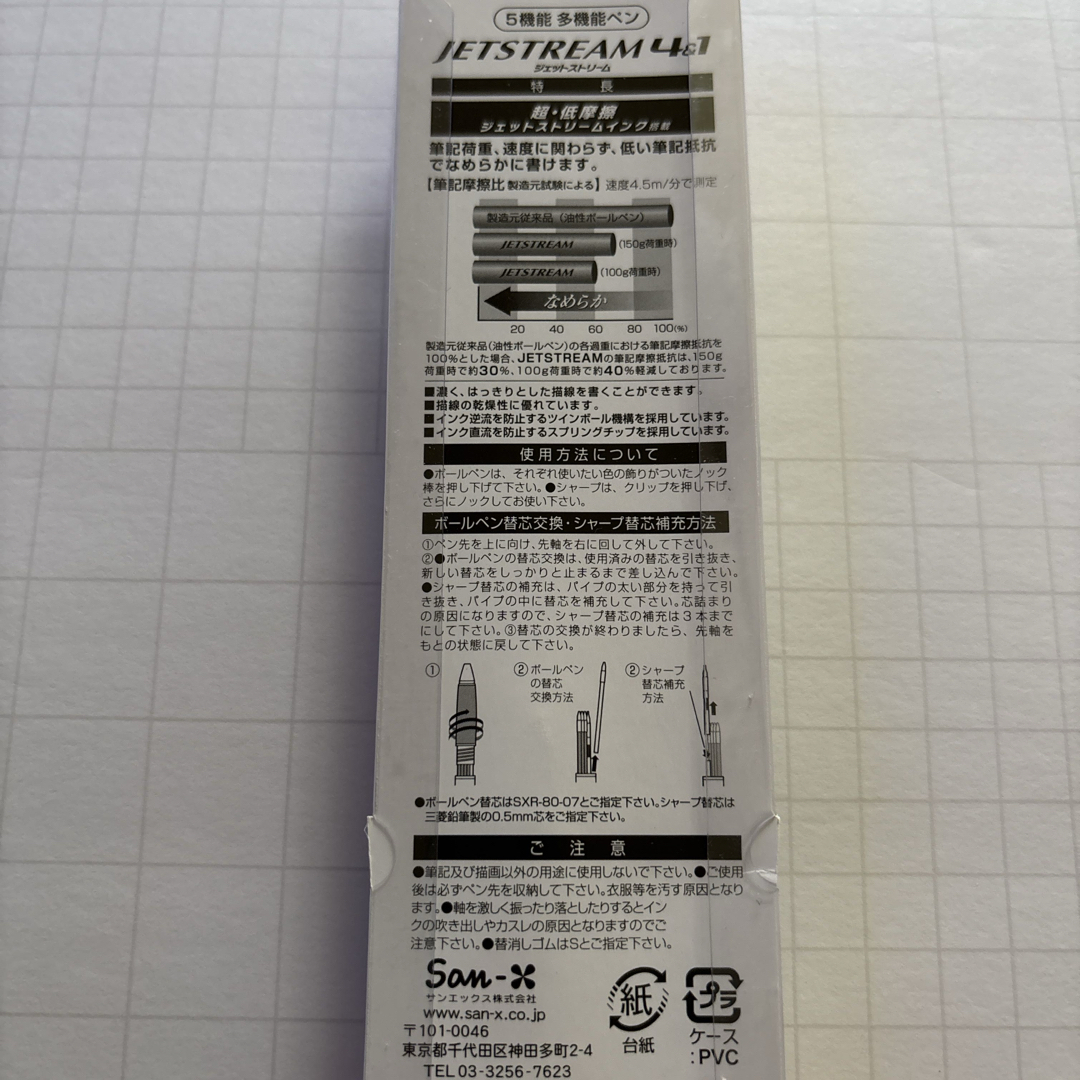 5機能 多機能ペン
JETSTREAM 4&1
ジェットストリーム
特 長
超・低摩擦
ジェットストリームインク搭載
筆記荷重、速度に関わらず、低い筆記抵抗
でなめらかに書けます。
【筆記摩擦比 製造元試験による】 速度4.5m/分で測定
製造元従来品（油性ボールペン）
JETSTREAM (150g荷重時)
JETSTREAM (100g荷重時)
なめらか
20 40 60 80 100(%)
製造元従来品(油性ボールペン)の各過重における筆記摩擦抵抗を
100%とした場合、JETSTREAMの筆記摩擦抵抗は、150g
荷重時で約30%、100g荷重時で約40%軽減しております。
■濃く、はっきりとした描線を書くことができます。
■描線の乾燥性に優れています。
■インク逆流を防止するツインボール機構を採用しています。
■インク直流を防止するスプリングチップを採用しています。
使用方法について
●ボールペンは、それぞれ使いたい色の飾りがついたノック
棒を押し下げて下さい。●シャープは、クリップを押し下げ、
さらにノックしてお使い下さい。
ボールペン替芯交換・シャープ替芯補充方法
①ペン先を上に向け、先軸を右に回して外して下さい。
②●ボールペンの替芯交換は、使用済みの替芯を引き抜き、
新しい替芯をしっかりと止まるまで差し込んで下さい。
●シャープ替芯の補充は、パイプの太い部分を持って引
き抜き、パイプの中に替芯を補充して下さい。芯詰まり
の原因になりますので、シャープ替芯の補充は3本まで
にして下さい。③替芯の交換が終わりましたら、先軸を
もとの状態に戻して下さい。
①
②ボールペン
の替芯
交換方法
②シャープ
替芯補充
方法
●ボールペン替芯はSXR-80-07とご指定下さい。シャープ替芯は
三菱鉛筆製の0.5mm芯をご指定下さい。
ご 注 意
●筆記及び描画以外の用途に使用しないで下さい。●ご使用
後は必ずペン先を収納して下さい。衣服等を汚す原因となり
ます。●軸を激しく振ったり落としたりするとイン
クの吹き出しやカスレの原因となりますのでご
注意下さい。●替消しゴムはSとご指定下さい。
San-X
サンエックス株式会社
www.san-x.co.jp
〒101-0046
東京都千代田区神田多町2-4
TEL 03-3256-7623
紙
台紙
プラ
ケース
:PVC